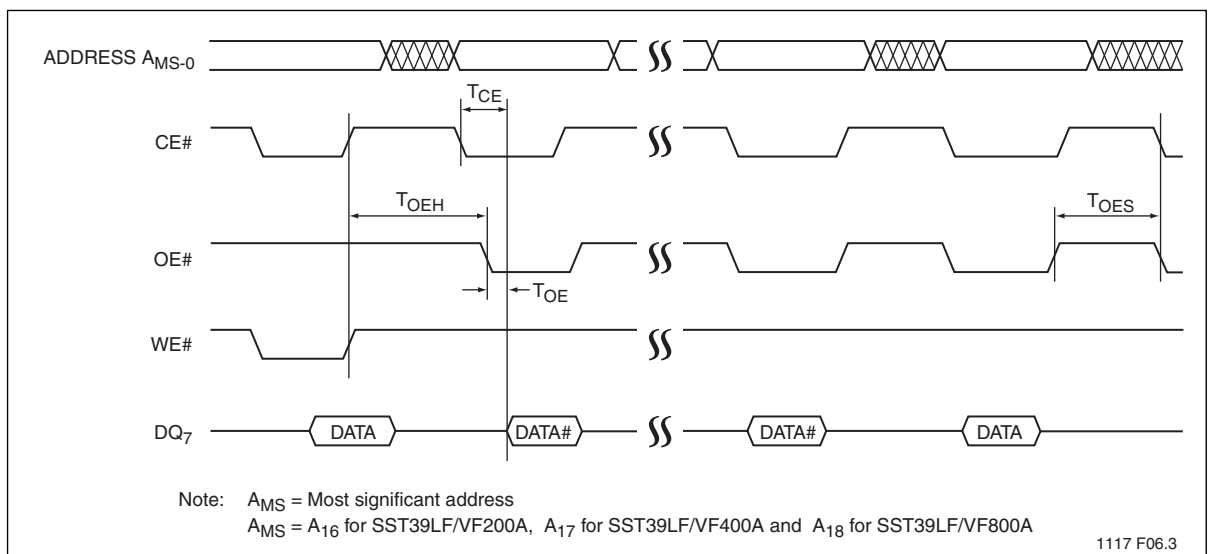 ADDRESS AMS-0
TCE
CE#
TOEH
TOES
OE#
TOE
WE#
DQ7
DATA
DATA#
DATA#
DATA
Note: AMS = Most significant address
AMS = A16 for SST39LF/VF200A, A17 for SST39LF/VF400A and A18 for SST39LF/VF800A
1117 F06.3